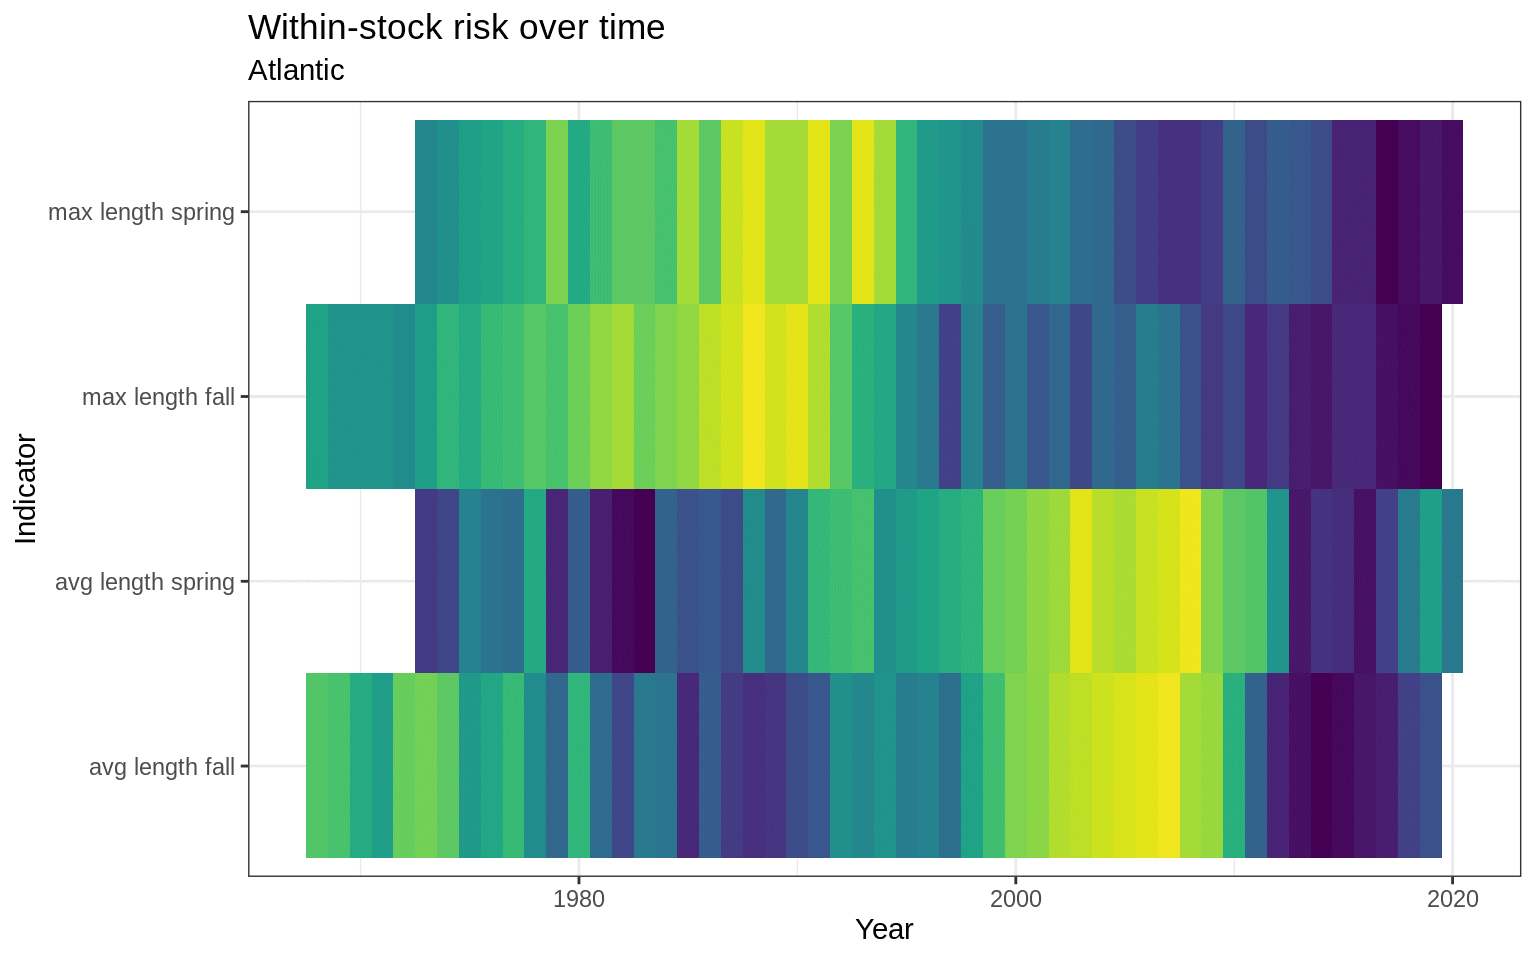 Within-stock risk over time
Atlantic
Indicator
max length spring
max length fall
avg length spring
avg length fall
1980
2000
2020
Year